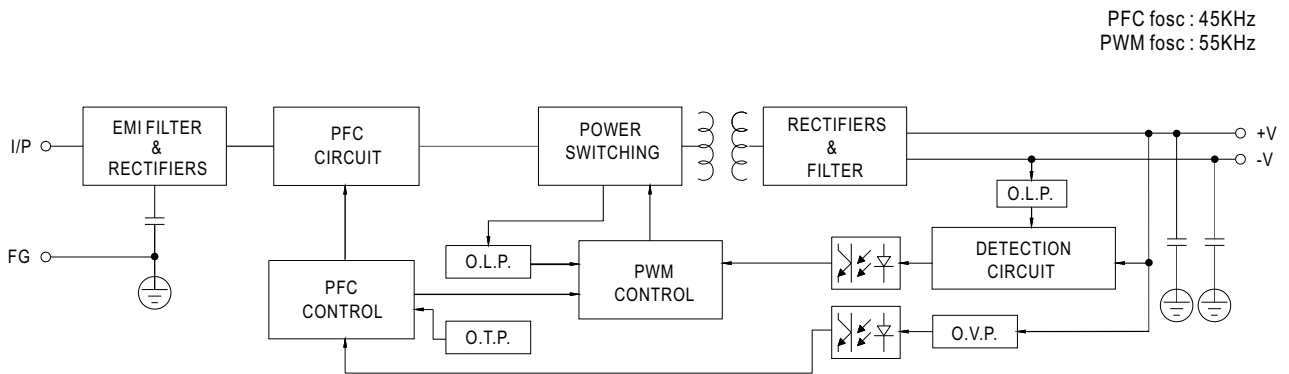 PFC fosc : 45KHz
PWM fosc : 55KHz
I/P
EMI FILTER
&
RECTIFIERS
PFC
CIRCUIT
POWER
SWITCHING
RECTIFIERS
&
FILTER
+V
-V
O.L.P.
FG
O.L.P.
PWM
CONTROL
DETECTION
CIRCUIT
PFC
CONTROL
O.T.P.
O.V.P.